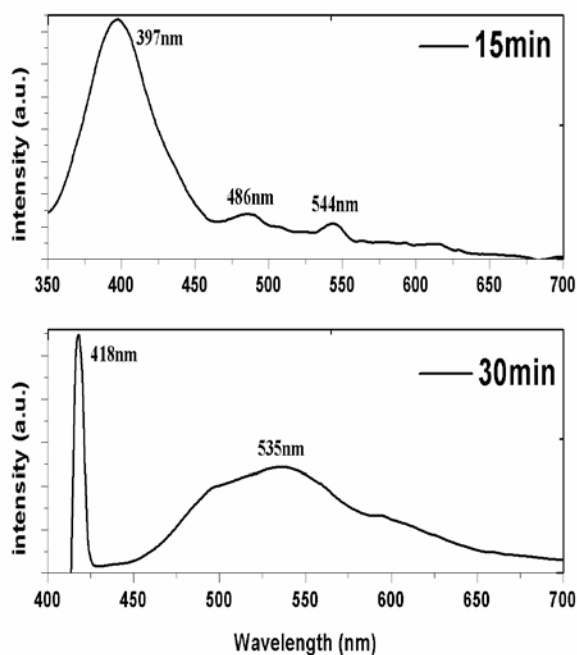 397nm
15min
486nm
544nm
intensity (a.u.)
350 400 450 500 550 600 650 700
418nm
30min
535nm
intensity (a.u.)
400 450 500 550 600 650 700
Wavelength (nm)